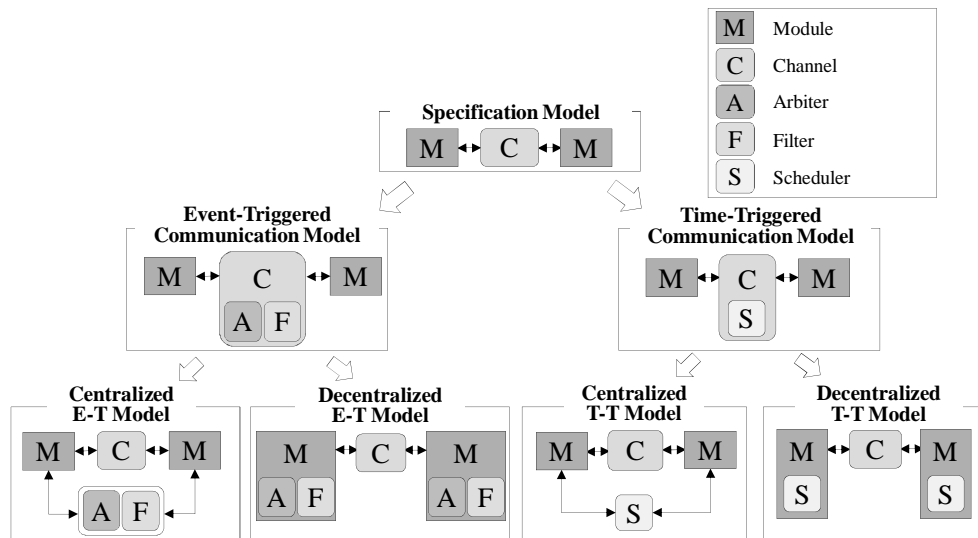 M Module
C Channel
A Arbiter
F Filter
S Scheduler
Specification Model
M C M
Event-Triggered
Communication Model
M C M
A F
Time-Triggered
Communication Model
M C M
S
Centralized
E-T Model
M C M
A F
Decentralized
E-T Model
M C M
A F A F
Centralized
T-T Model
M C M
S
Decentralized
T-T Model
M C M
S S